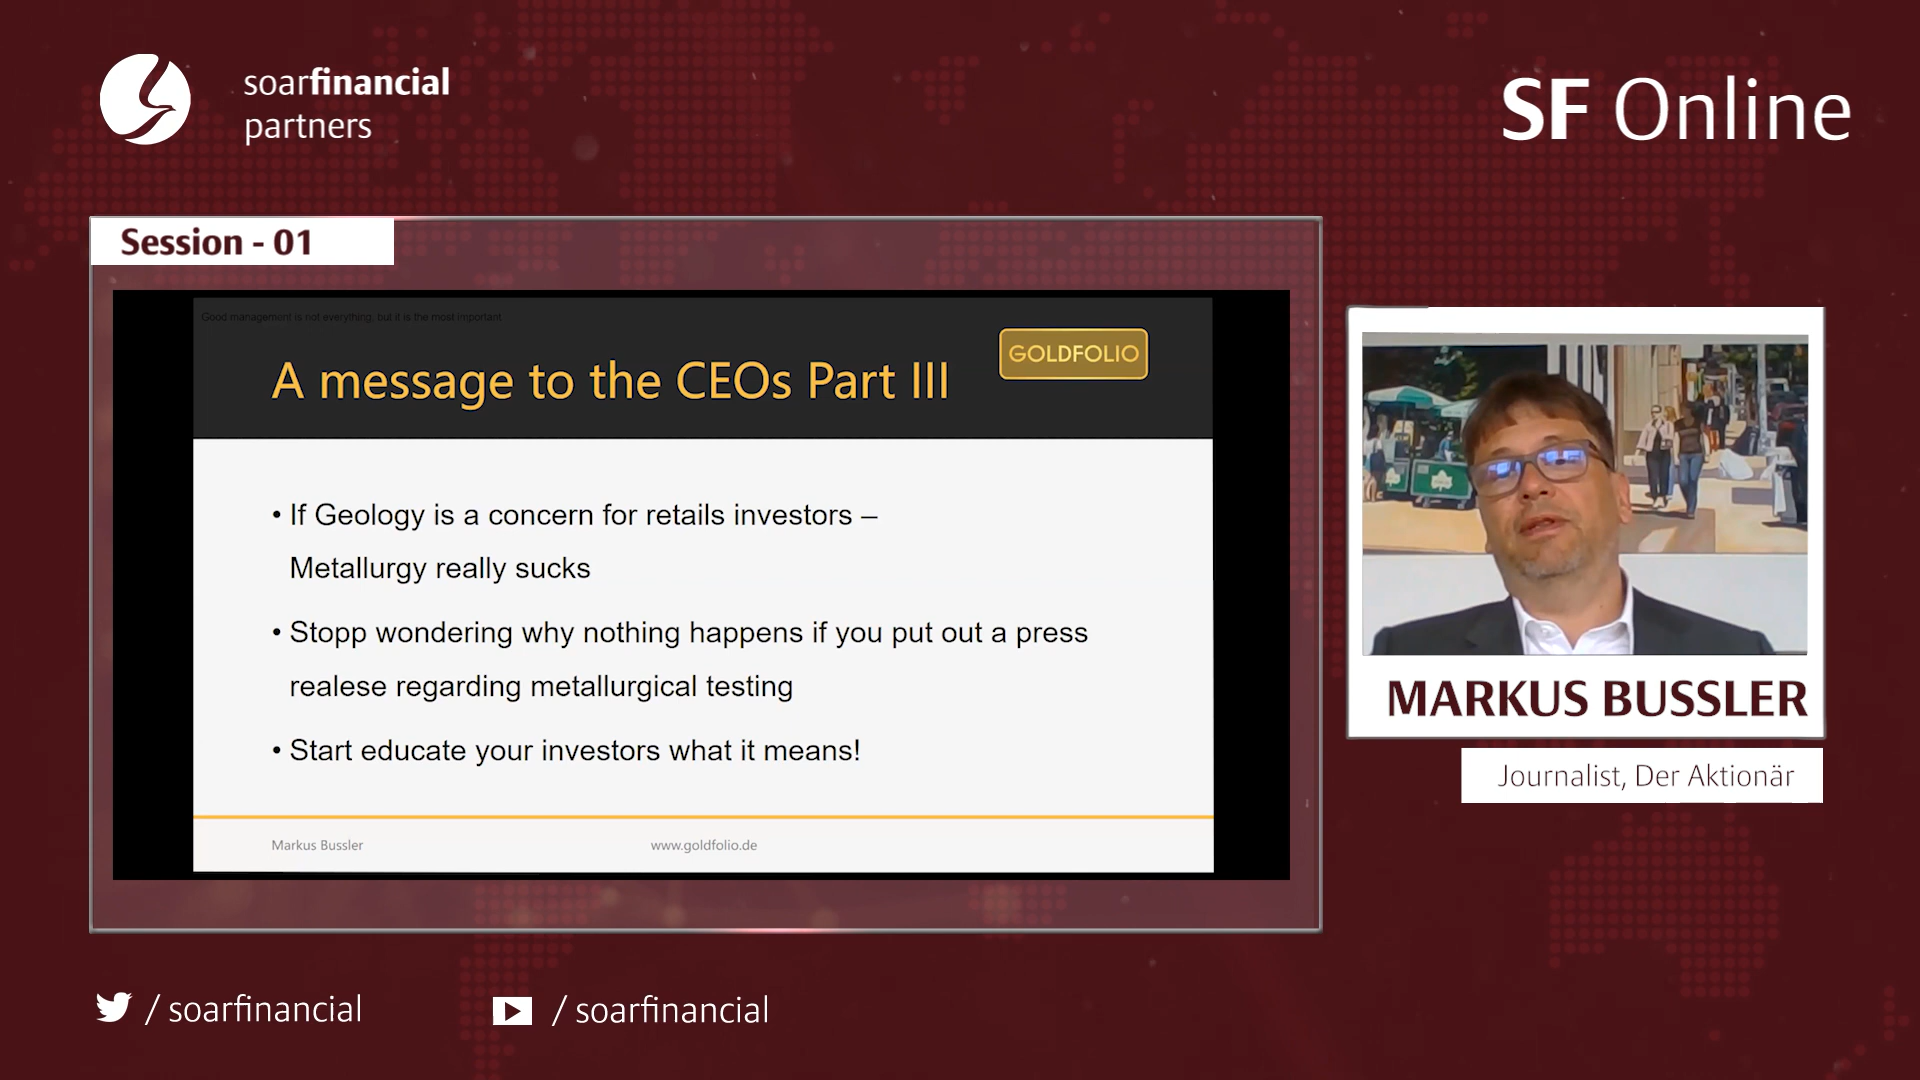 soarfinancial
partners
SF Online
Session - 01
Good management is not everything, but it is the most important
GOLDFOLIO
A message to the CEOs Part III
• If Geology is a concern for retails investors –
Metallurgy really sucks
• Stopp wondering why nothing happens if you put out a press
realese regarding metallurgical testing
• Start educate your investors what it means!
Markus Bussler
www.goldfolio.de
MARKUS BUSSLER
Journalist, Der Aktionär
/ soarfinancial
/ soarfinancial